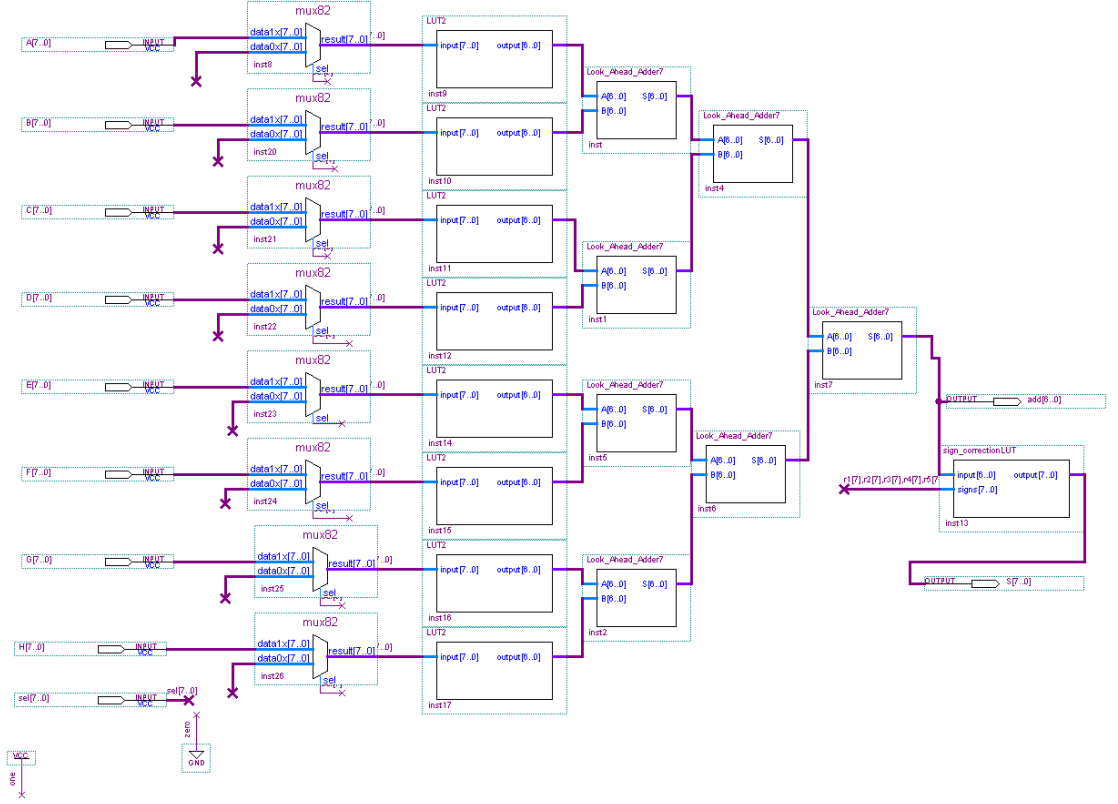 mux82
A[7..0]
INPUT
VCC
data1x[7..0]
data0x[7..0]
result[7..0]
sel
inst8
LUT2
input[7..0] output[6..0]
inst9
mux82
B[7..0]
INPUT
VCC
data1x[7..0]
data0x[7..0]
result[7..0]
sel
inst20
LUT2
input[7..0] output[6..0]
inst10
mux82
C[7..0]
INPUT
VCC
data1x[7..0]
data0x[7..0]
result[7..0]
sel
inst21
LUT2
input[7..0] output[6..0]
inst11
mux82
D[7..0]
INPUT
VCC
data1x[7..0]
data0x[7..0]
result[7..0]
sel
inst22
LUT2
input[7..0] output[6..0]
inst12
mux82
E[7..0]
INPUT
VCC
data1x[7..0]
data0x[7..0]
result[7..0]
sel
inst23
LUT2
input[7..0] output[6..0]
inst14
mux82
F[7..0]
INPUT
VCC
data1x[7..0]
data0x[7..0]
result[7..0]
sel
inst24
LUT2
input[7..0] output[6..0]
inst15
mux82
G[7..0]
INPUT
VCC
data1x[7..0]
data0x[7..0]
result[7..0]
sel
inst25
LUT2
input[7..0] output[6..0]
inst16
mux82
H[7..0]
INPUT
VCC
data1x[7..0]
data0x[7..0]
result[7..0]
sel
inst26
LUT2
input[7..0] output[6..0]
inst17
Look_Ahead_Adder7
A[6..0] S[6..0]
B[6..0]
inst
Look_Ahead_Adder7
A[6..0] S[6..0]
B[6..0]
inst1
Look_Ahead_Adder7
A[6..0] S[6..0]
B[6..0]
inst5
Look_Ahead_Adder7
A[6..0] S[6..0]
B[6..0]
inst2
Look_Ahead_Adder7
A[6..0] S[6..0]
B[6..0]
inst4
Look_Ahead_Adder7
A[6..0] S[6..0]
B[6..0]
inst6
Look_Ahead_Adder7
A[6..0] S[6..0]
B[6..0]
inst7
OUTPUT add[6..0]
sign_correctionLUT
input[6..0] output[7..0]
signs[7..0]
inst13
r1[7],r2[7],r3[7],r4[7],r5[7
OUTPUT S[7..0]
sel[7..0]
INPUT
VCC
sel[7..0]
zero
GND
VCC
one